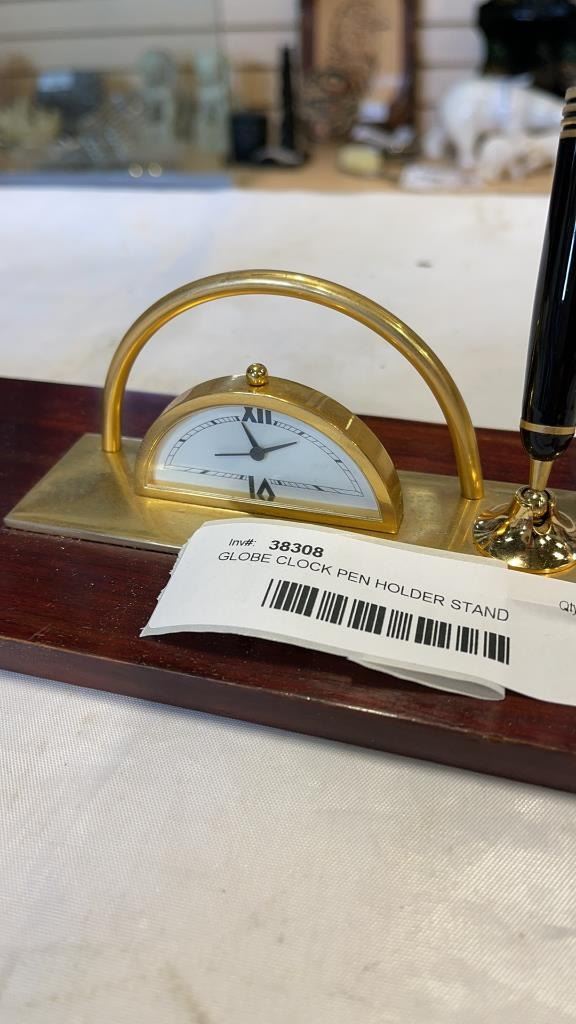 XII
VI
Inv#: 38308
GLOBE CLOCK PEN HOLDER STAND
Qty